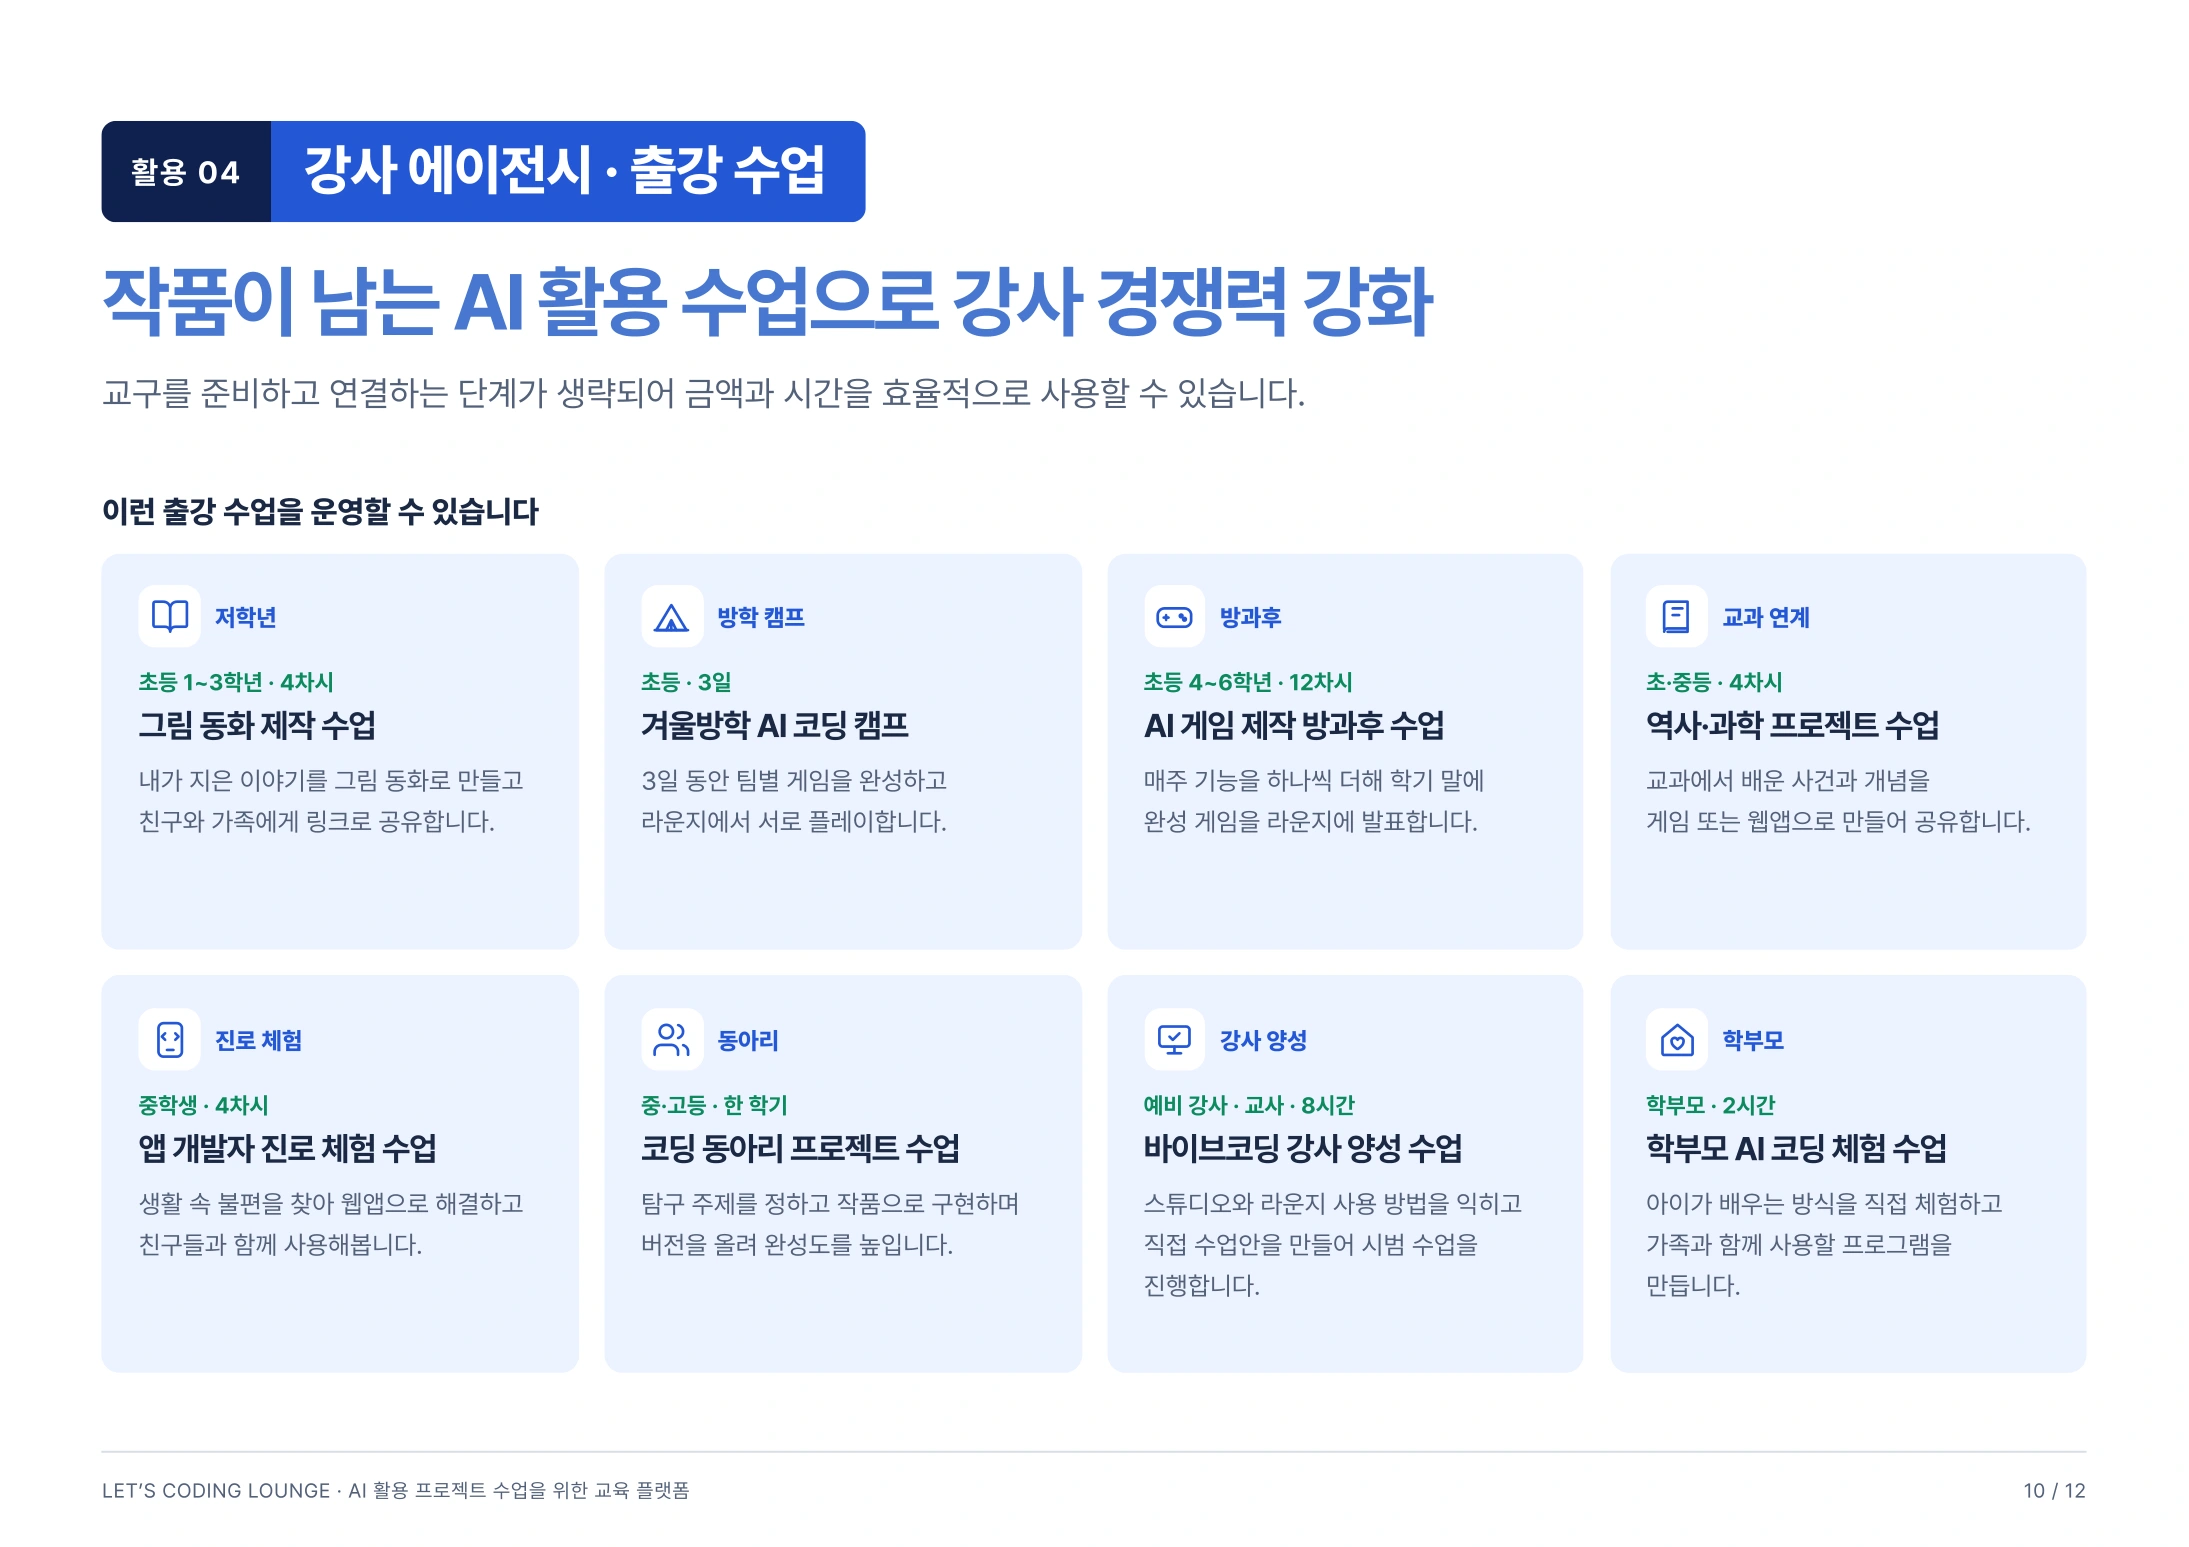 활용 04
강사 에이전시 · 출강 수업
작품이 남는 AI 활용 수업으로 강사 경쟁력 강화
교구를 준비하고 연결하는 단계가 생략되어 금액과 시간을 효율적으로 사용할 수 있습니다.
이런 출강 수업을 운영할 수 있습니다
저학년
초등 1~3학년 · 4차시
그림 동화 제작 수업
내가 지은 이야기를 그림 동화로 만들고
친구와 가족에게 링크로 공유합니다.
방학 캠프
초등 · 3일
겨울방학 AI 코딩 캠프
3일 동안 팀별 게임을 완성하고
라운지에서 서로 플레이합니다.
방과후
초등 4~6학년 · 12차시
AI 게임 제작 방과후 수업
매주 기능을 하나씩 더해 학기 말에
완성 게임을 라운지에 발표합니다.
교과 연계
초·중등 · 4차시
역사·과학 프로젝트 수업
교과에서 배운 사건과 개념을
게임 또는 웹앱으로 만들어 공유합니다.
진로 체험
중학생 · 4차시
앱 개발자 진로 체험 수업
생활 속 불편을 찾아 웹앱으로 해결하고
친구들과 함께 사용해봅니다.
동아리
중·고등 · 한 학기
코딩 동아리 프로젝트 수업
탐구 주제를 정하고 작품으로 구현하며
버전을 올려 완성도를 높입니다.
강사 양성
예비 강사 · 교사 · 8시간
바이브코딩 강사 양성 수업
스튜디오와 라운지 사용 방법을 익히고
직접 수업안을 만들어 시범 수업을
진행합니다.
학부모
학부모 · 2시간
학부모 AI 코딩 체험 수업
아이가 배우는 방식을 직접 체험하고
가족과 함께 사용할 프로그램을
만듭니다.
LET’S CODING LOUNGE · AI 활용 프로젝트 수업을 위한 교육 플랫폼
10 / 12